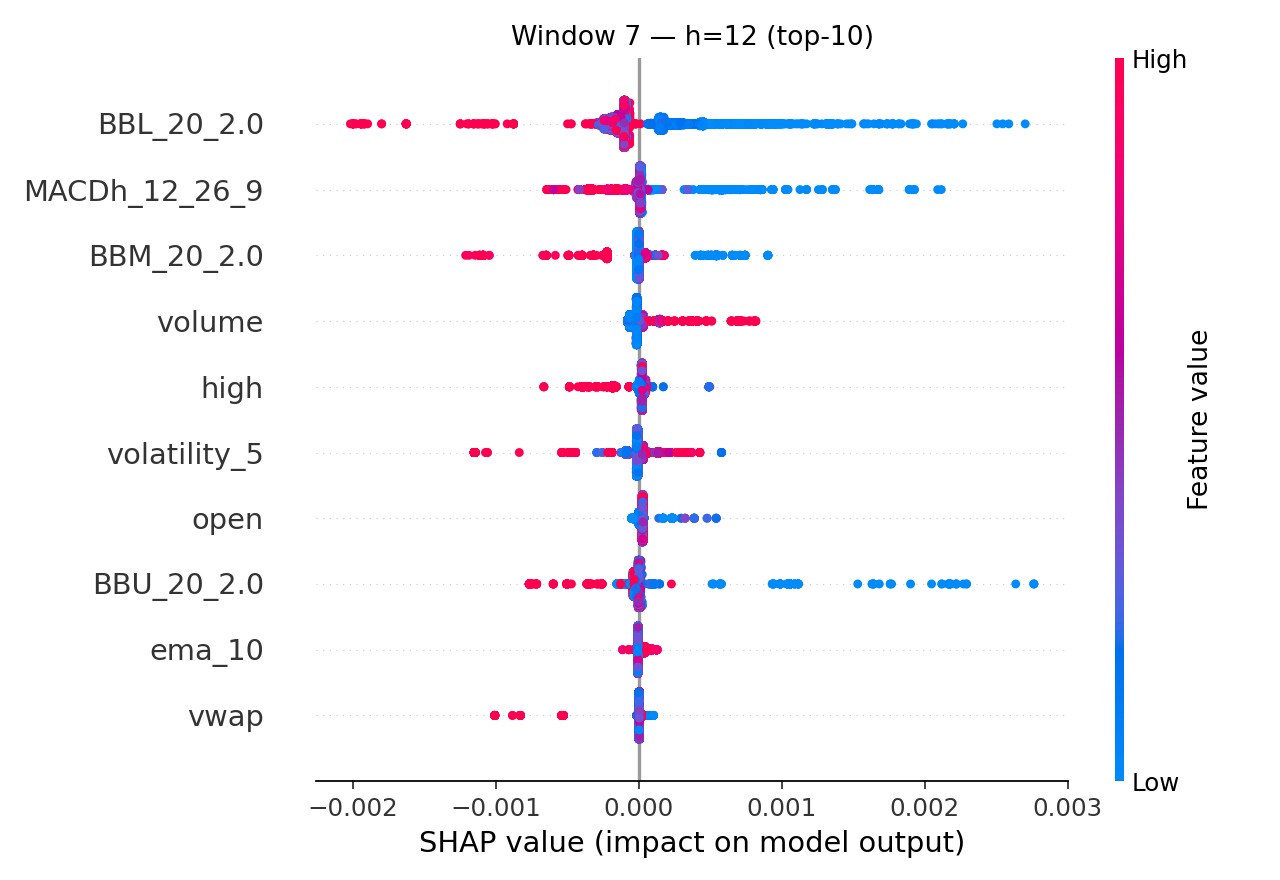 Window 7 — h=12 (top-10)
High
BBL_20_2.0
MACDh_12_26_9
BBM_20_2.0
volume
high
volatility_5
open
BBU_20_2.0
ema_10
vwap
Feature value
Low
−0.002 −0.001 0.000 0.001 0.002 0.003
SHAP value (impact on model output)